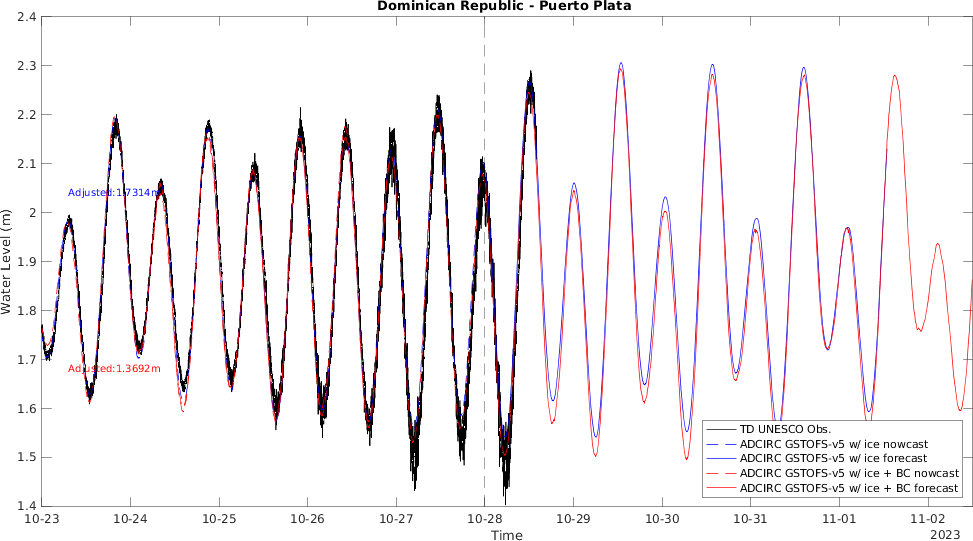 Dominican Republic - Puerto Plata
2.4
2.3
2.2
2.1
2
1.9
1.8
1.7
1.6
1.5
1.4
Water Level (m)
Adjusted:1.7314m
Adjusted:1.3692m
TD UNESCO Obs.
ADCIRC GSTOFS-v5 w/ ice nowcast
ADCIRC GSTOFS-v5 w/ ice forecast
ADCIRC GSTOFS-v5 w/ ice + BC nowcast
ADCIRC GSTOFS-v5 w/ ice + BC forecast
10-23 10-24 10-25 10-26 10-27 10-28 10-29 10-30 10-31 11-01 11-02
Time
2023